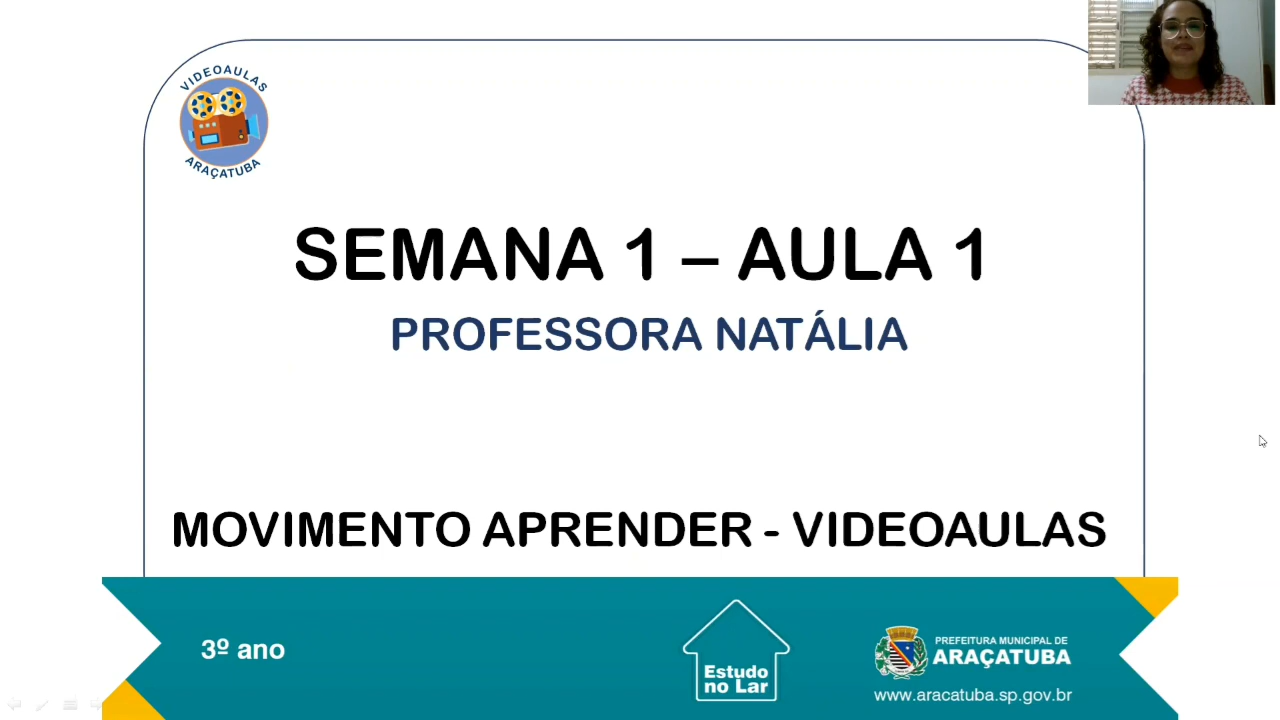 VIDEOAULAS
ARAÇATUBA
SEMANA 1 – AULA 1
PROFESSORA NATÁLIA
MOVIMENTO APRENDER - VIDEOAULAS
3º ano
Estudo
no Lar
PREFEITURA MUNICIPAL DE
ARAÇATUBA
www.aracatuba.sp.gov.br